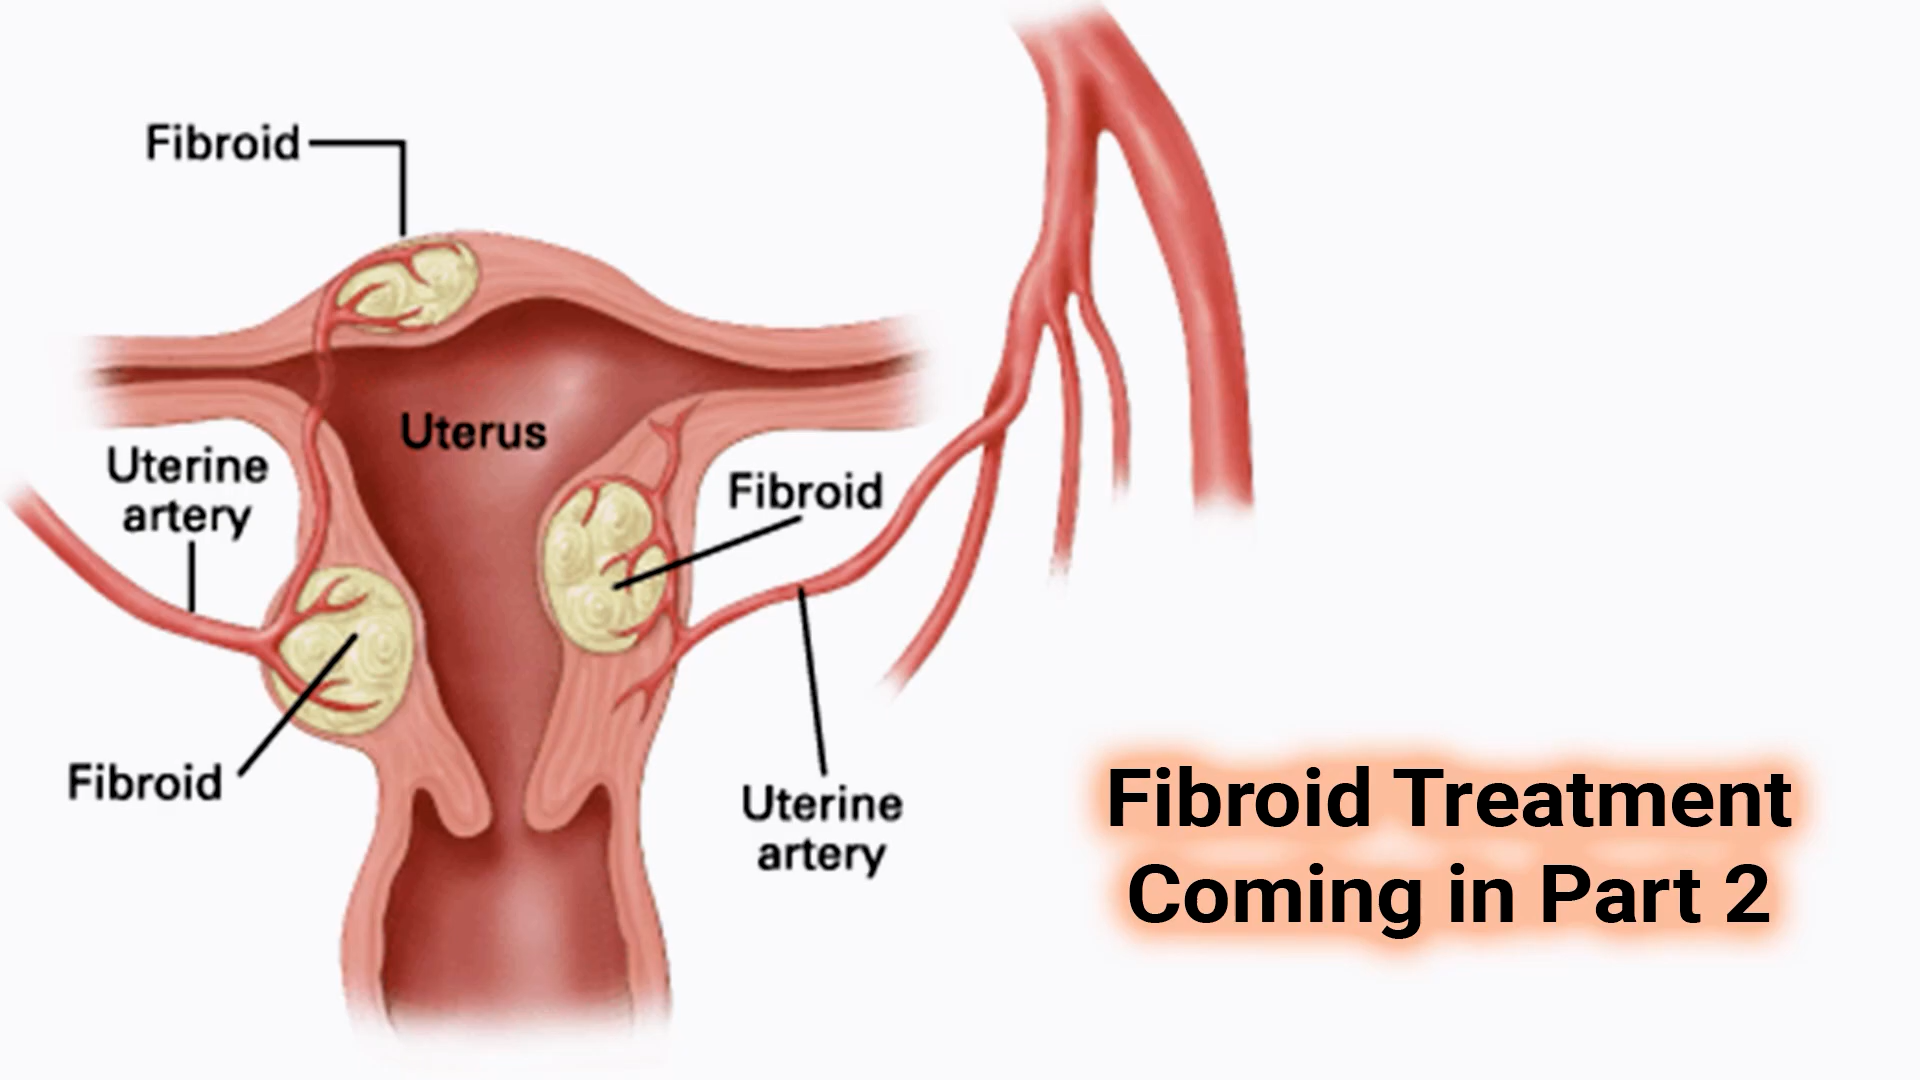 Fibroid
Uterus
Uterine
artery
Fibroid
Fibroid
Uterine
artery
Fibroid Treatment
Coming in Part 2